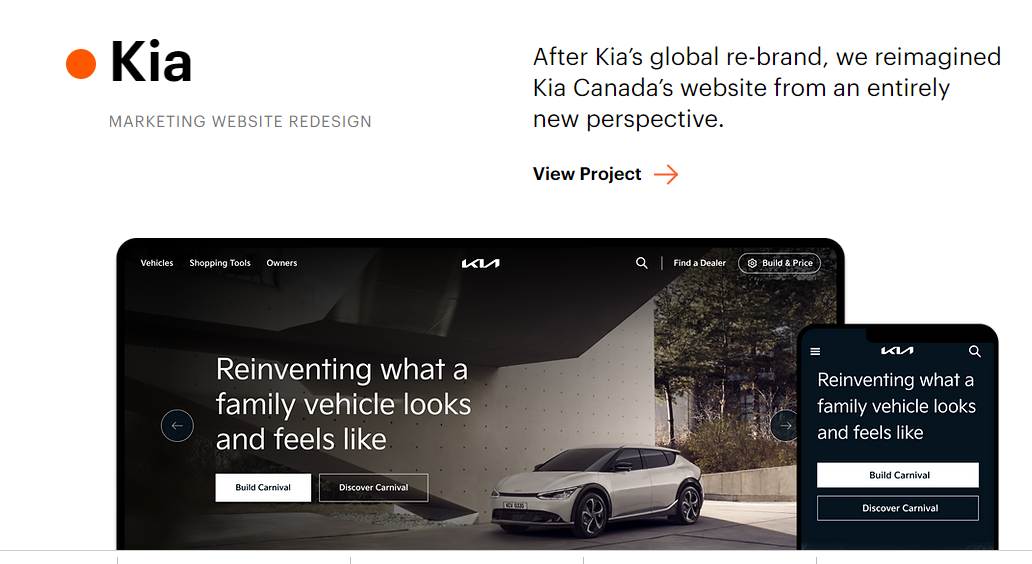 Kia
MARKETING WEBSITE REDESIGN
After Kia's global re-brand, we reimagined
Kia Canada's website from an entirely
new perspective.
View Project
Vehicles Shopping Tools Owners KIA Find a Dealer Build & Price
Reinventing what a
family vehicle looks
and feels like
Build Carnival Discover Carnival
KIA
Reinventing what a
family vehicle looks
and feels like
Build Carnival
Discover Carnival